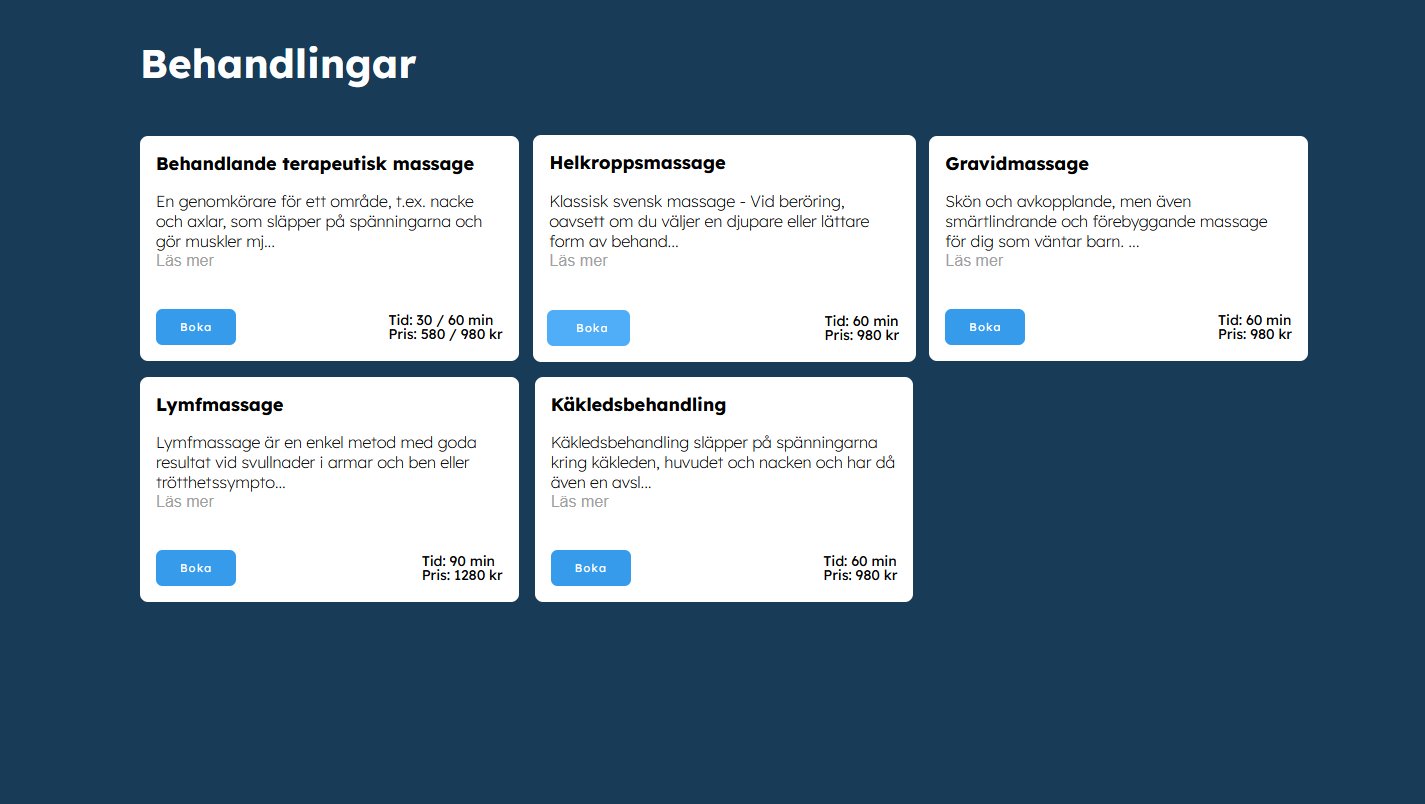 Behandlingar
Behandlande terapeutisk massage
En genomkörare för ett område, t.ex. nacke
och axlar, som släpper på spänningarna och
gör muskler mj...
Läs mer
Boka
Tid: 30 / 60 min
Pris: 580 / 980 kr
Helkroppsmassage
Klassisk svensk massage - Vid beröring,
oavsett om du väljer en djupare eller lättare
form av behand...
Läs mer
Boka
Tid: 60 min
Pris: 980 kr
Gravidmassage
Skön och avkopplande, men även
smärtlindrande och förebyggande massage
för dig som väntar barn. ...
Läs mer
Boka
Tid: 60 min
Pris: 980 kr
Lymfmassage
Lymfmassage är en enkel metod med goda
resultat vid svullnader i armar och ben eller
trötthetssympto...
Läs mer
Boka
Tid: 90 min
Pris: 1280 kr
Käkledsbehandling
Käkledsbehandling släpper på spänningarna
kring käkleden, huvudet och nacken och har då
även en avsl...
Läs mer
Boka
Tid: 60 min
Pris: 980 kr